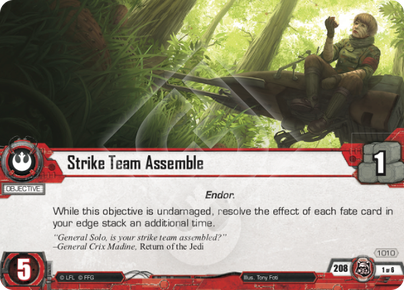 Strike Team Assemble
1
OBJECTIVE
Endor.
While this objective is undamaged, resolve the effect of each fate card in
your edge stack an additional time.
"General Solo, is your strike team assembled?"
–General Crix Madine, Return of the Jedi
1010
5
© LFL © FFG
Illus. Tony Foti
208
1 of 6